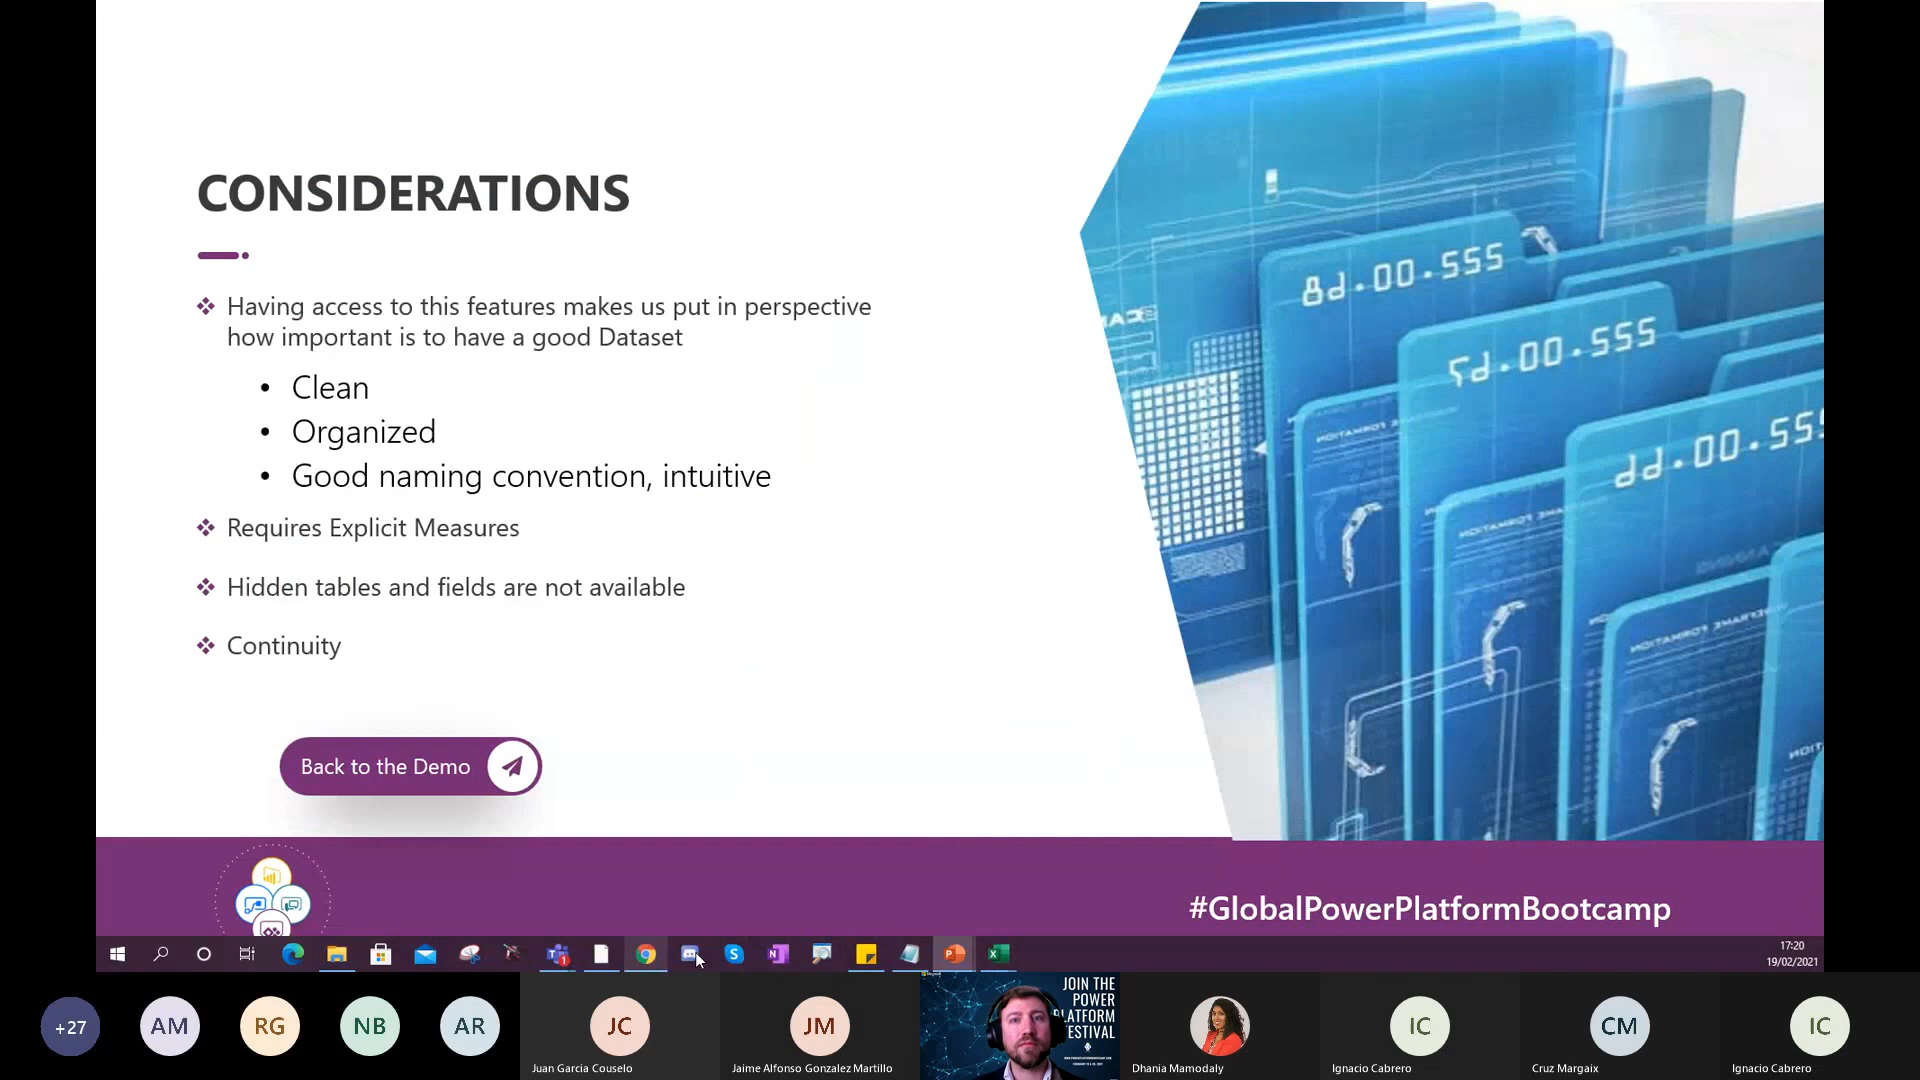 CONSIDERATIONS
Having access to this features makes us put in perspective
how important is to have a good Dataset
• Clean
• Organized
• Good naming convention, intuitive
Requires Explicit Measures
Hidden tables and fields are not available
Continuity
Back to the Demo
#GlobalPowerPlatformBootcamp
17:20
19/02/2021
+27
AM
RG
NB
AR
JC
Juan Garcia Couselo
JM
Jaime Alfonso Gonzalez Martillo
JOIN THE
POWER
PLATFORM
FESTIVAL
Dhania Mamodaly
IC
Ignacio Cabrero
CM
Cruz Margaix
IC
Ignacio Cabrero